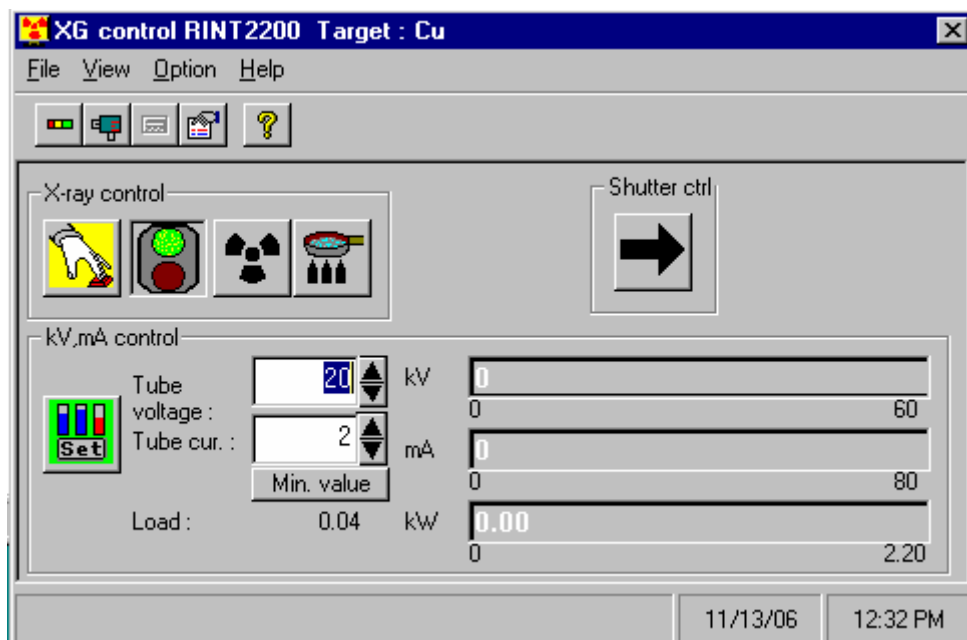 XG control RINT2200 Target : Cu
File View Option Help
X-ray control
Shutter ctrl
kV,mA control
Tube voltage : 20 kV 0
0 60
Tube cur. : 2 mA 0
0 80
Set
Min. value
Load : 0.04 kW 0.00
0 2.20
11/13/06 12:32 PM